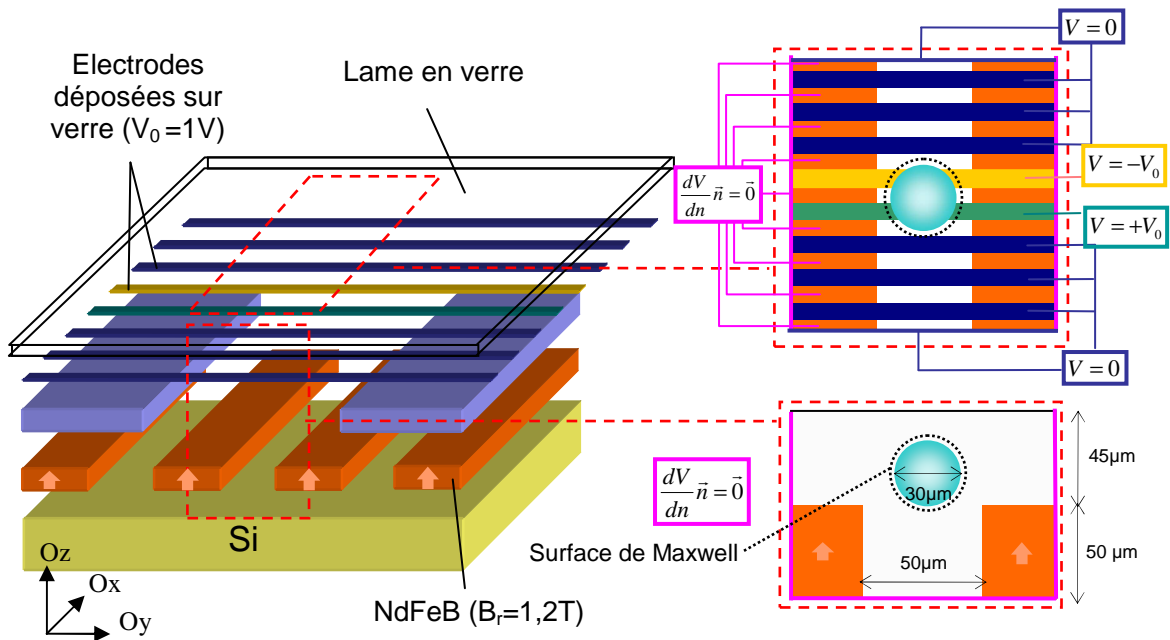 Electrodes
déposées sur
verre (V₀ =1V)
Lame en verre
Si
NdFeB (Bᵣ=1,2T)
Oz
Ox
Oy
V = 0
V = −V₀
V = +V₀
V = 0
dV/dn n⃗ = 0⃗
dV/dn n⃗ = 0⃗
Surface de Maxwell
30µm
50µm
45µm
50 µm